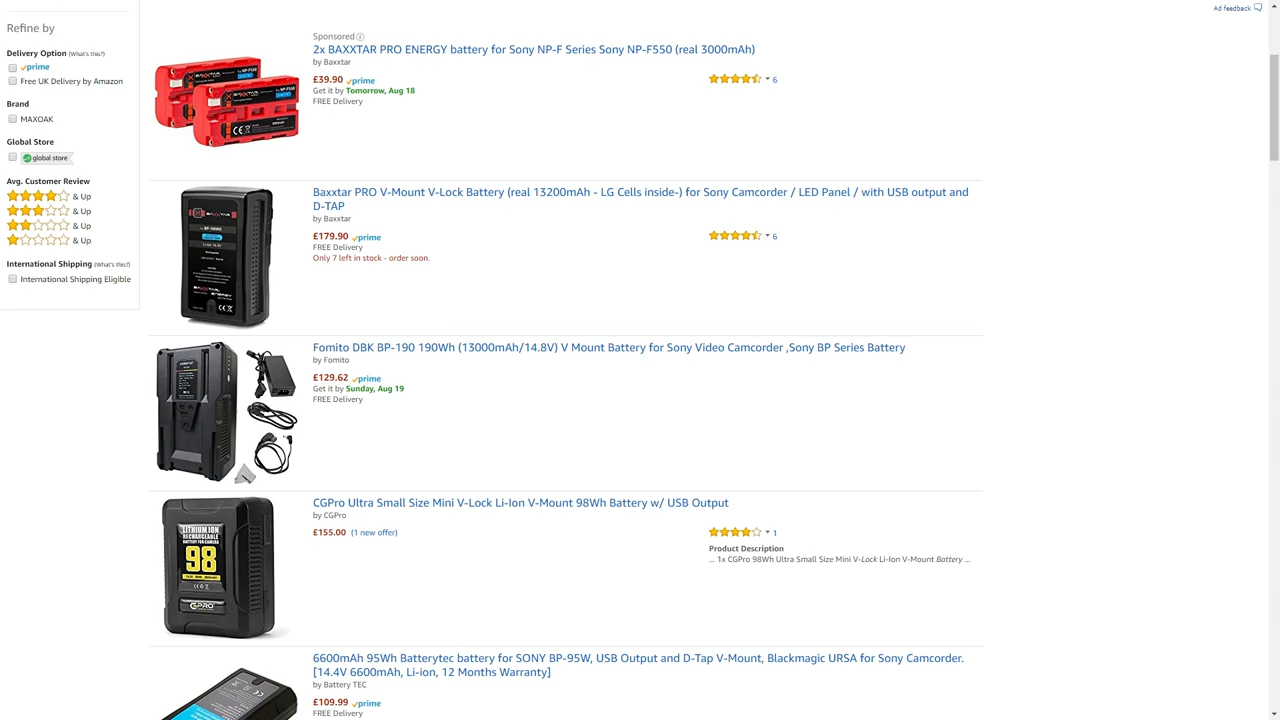 Ad feedback
Refine by
Delivery Option (What's this?)
prime
Free UK Delivery by Amazon
Brand
MAXOAK
Global Store
global store
Avg. Customer Review
& Up
& Up
& Up
& Up
International Shipping (What's this?)
International Shipping Eligible
Sponsored
2x BAXXTAR PRO ENERGY battery for Sony NP-F Series Sony NP-F550 (real 3000mAh)
by Baxxtar
£39.90 prime
Get it by Tomorrow, Aug 18
FREE Delivery
6
Baxxtar PRO V-Mount V-Lock Battery (real 13200mAh - LG Cells inside-) for Sony Camcorder / LED Panel / with USB output and
D-TAP
by Baxxtar
£179.90 prime
FREE Delivery
Only 7 left in stock - order soon.
6
BAXXTAR
Fomito DBK BP-190 190Wh (13000mAh/14.8V) V Mount Battery for Sony Video Camcorder ,Sony BP Series Battery
by Fomito
£129.62 prime
Get it by Sunday, Aug 19
FREE Delivery
CGPro Ultra Small Size Mini V-Lock Li-Ion V-Mount 98Wh Battery w/ USB Output
by CGPro
£155.00 (1 new offer)
1
Product Description
... 1x CGPro 98Wh Ultra Small Size Mini V-Lock Li-Ion V-Mount Battery ...
LITHIUM ION
RECHARGEABLE
BATTERY FOR CAMERA
98
CGPRO
6600mAh 95Wh Batterytec battery for SONY BP-95W, USB Output and D-Tap V-Mount, Blackmagic URSA for Sony Camcorder.
[14.4V 6600mAh, Li-ion, 12 Months Warranty]
by Battery TEC
£109.99 prime
FREE Delivery